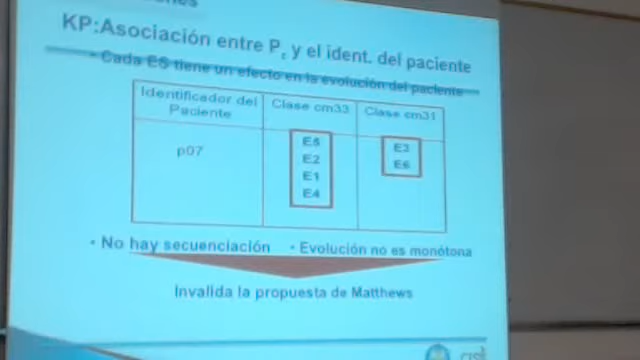 KP:Asociación entre Pε y el ident. del paciente
• Cada ES tiene un efecto en la evolución del paciente
Identificador del Paciente
Clase cm33
Clase cm31
p07
E5
E2
E1
E4
E3
E6
• No hay secuenciación
• Evolución no es monótona
Invalida la propuesta de Matthews